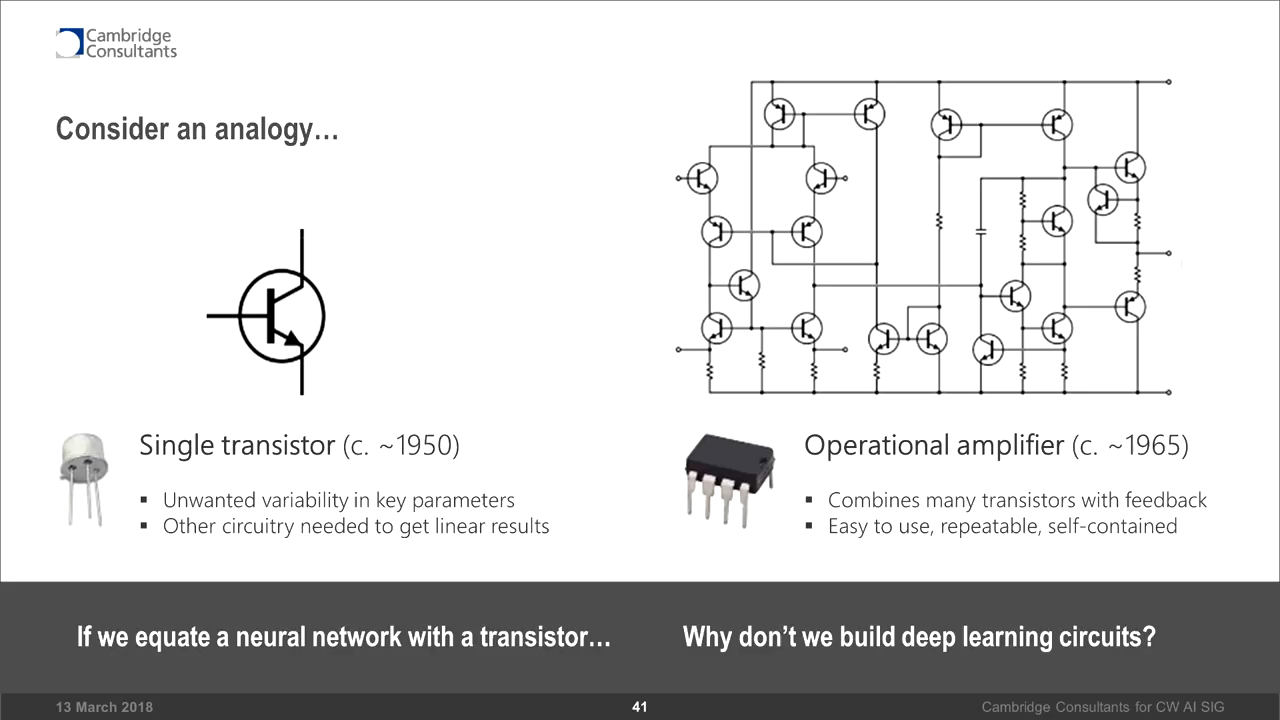 Cambridge
Consultants
Consider an analogy…
Single transistor (c. ~1950)
▪ Unwanted variability in key parameters
▪ Other circuitry needed to get linear results
Operational amplifier (c. ~1965)
▪ Combines many transistors with feedback
▪ Easy to use, repeatable, self-contained
If we equate a neural network with a transistor…
Why don’t we build deep learning circuits?
13 March 2018
41
Cambridge Consultants for CW AI SIG